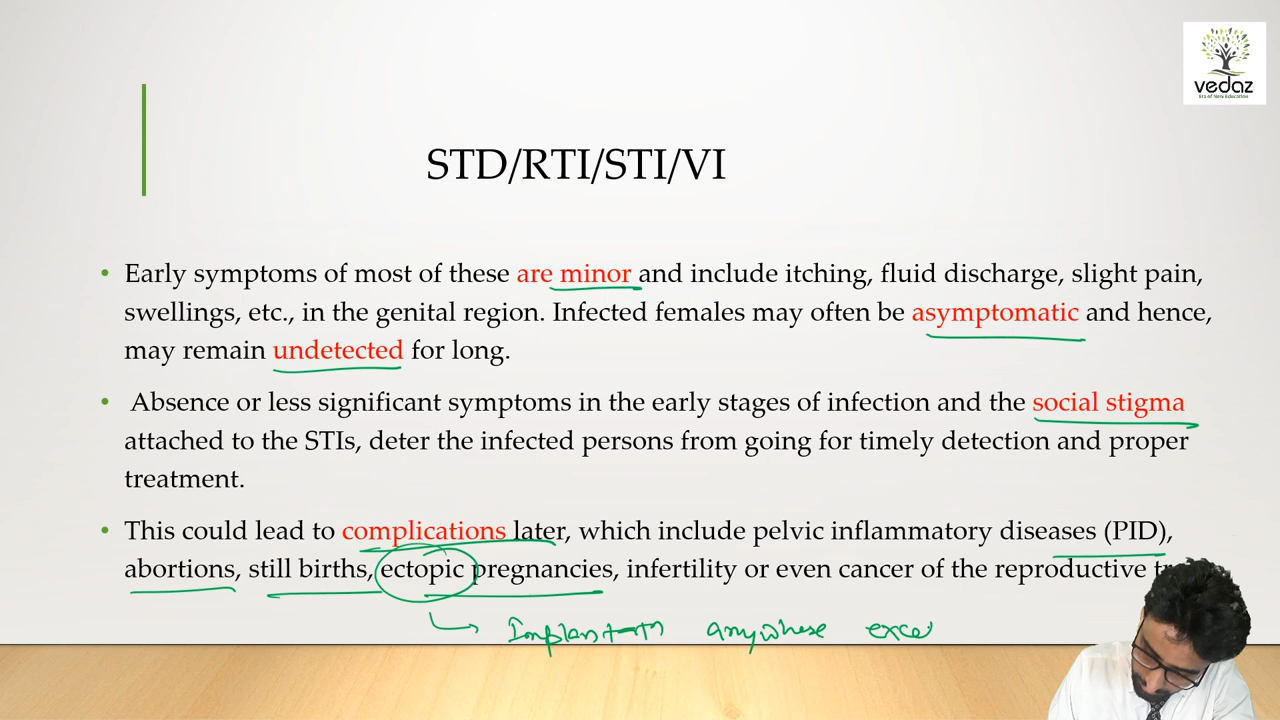 vedaz
Era of New Education
STD/RTI/STI/VI
• Early symptoms of most of these are minor and include itching, fluid discharge, slight pain,
swellings, etc., in the genital region. Infected females may often be asymptomatic and hence,
may remain undetected for long.
• Absence or less significant symptoms in the early stages of infection and the social stigma
attached to the STIs, deter the infected persons from going for timely detection and proper
treatment.
• This could lead to complications later, which include pelvic inflammatory diseases (PID),
abortions, still births, ectopic pregnancies, infertility or even cancer of the reproductive
anywhere exce